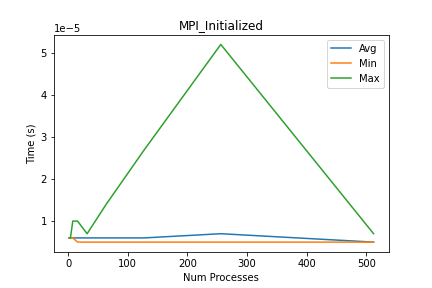 MPI_Initialized
1e−5
Avg
Min
Max
5
4
3
2
1
Time (s)
0
100
200
300
400
500
Num Processes